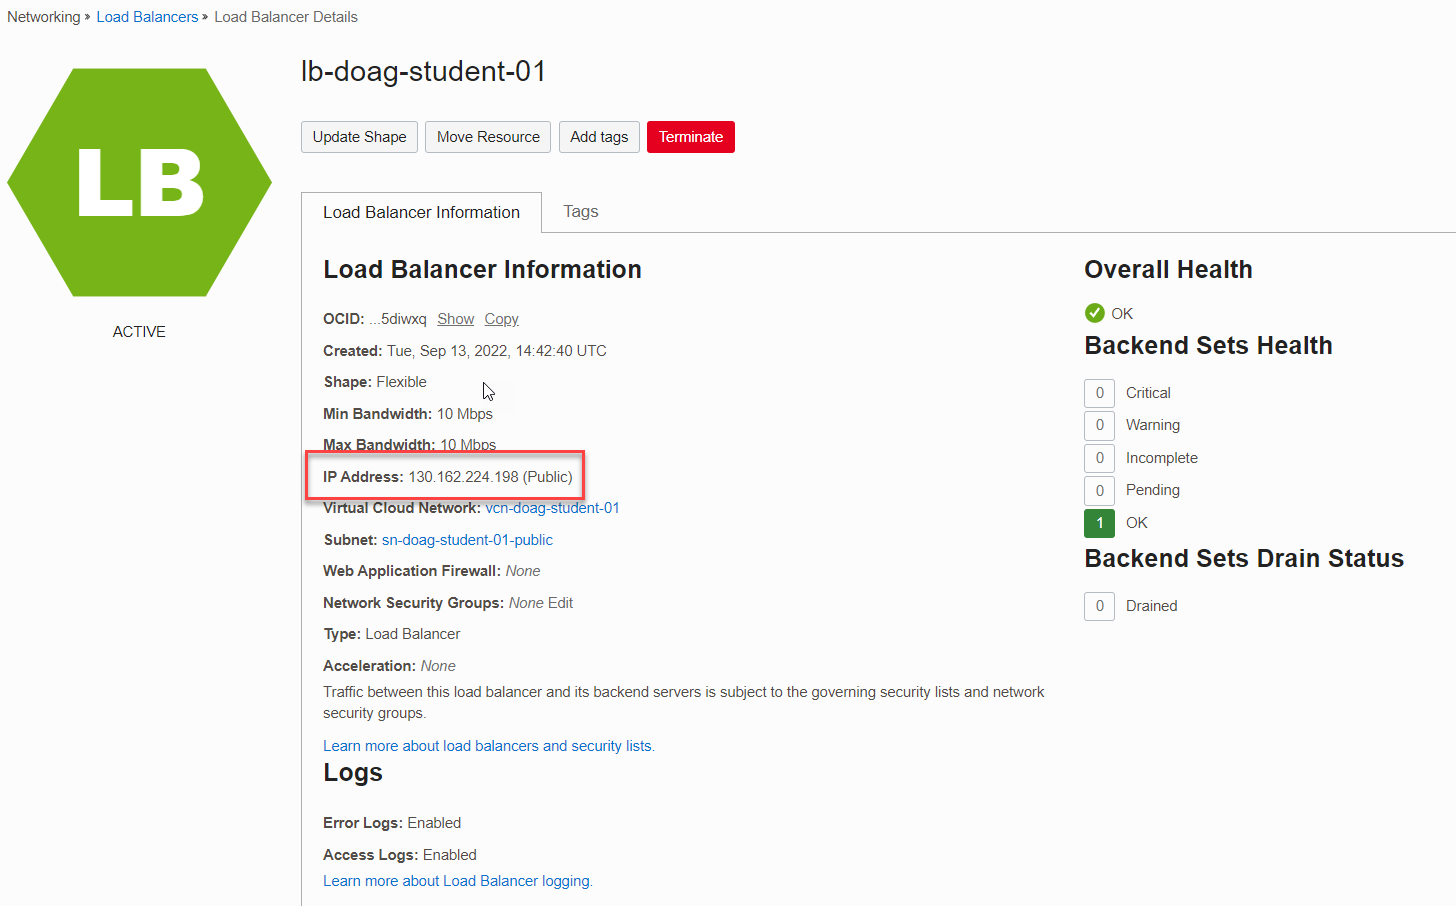 Networking » Load Balancers » Load Balancer Details
LB
ACTIVE
lb-doag-student-01
Update Shape Move Resource Add tags Terminate
Load Balancer Information Tags
Load Balancer Information
OCID: ...5diwxq Show Copy
Created: Tue, Sep 13, 2022, 14:42:40 UTC
Shape: Flexible
Min Bandwidth: 10 Mbps
Max Bandwidth: 10 Mbps
IP Address: 130.162.224.198 (Public)
Virtual Cloud Network: vcn-doag-student-01
Subnet: sn-doag-student-01-public
Web Application Firewall: None
Network Security Groups: None Edit
Type: Load Balancer
Acceleration: None
Traffic between this load balancer and its backend servers is subject to the governing security lists and network
security groups.
Learn more about load balancers and security lists.
Logs
Error Logs: Enabled
Access Logs: Enabled
Learn more about Load Balancer logging.
Overall Health
OK
Backend Sets Health
0 Critical
0 Warning
0 Incomplete
0 Pending
1 OK
Backend Sets Drain Status
0 Drained